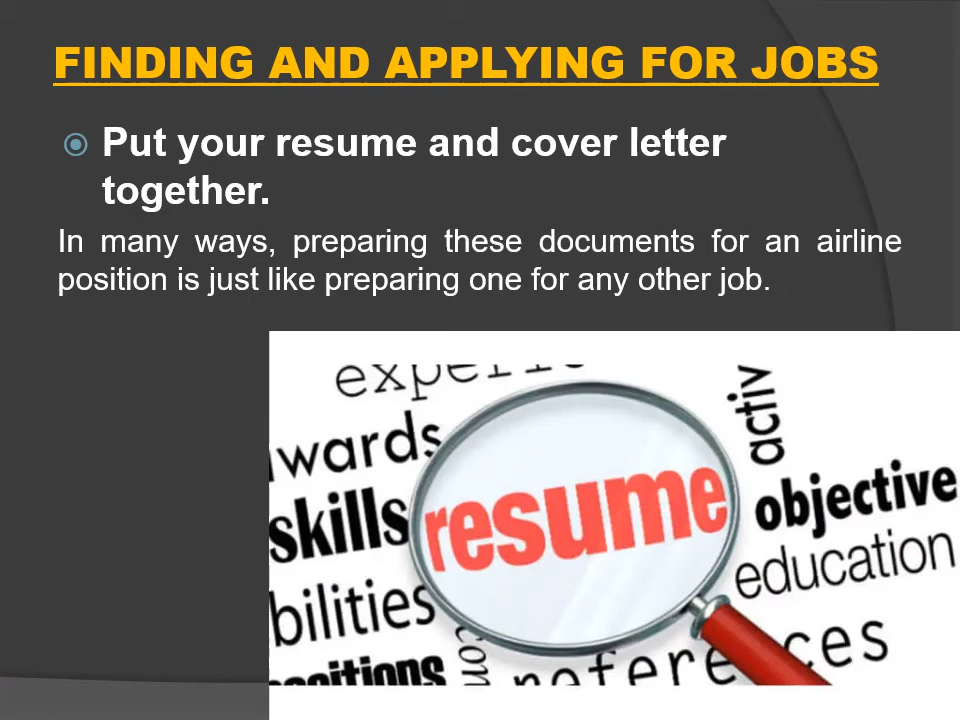 FINDING AND APPLYING FOR JOBS
Put your resume and cover letter
together.
In many ways, preparing these documents for an airline
position is just like preparing one for any other job.
wards
activ
skills
resume
objective
education
bilities
con